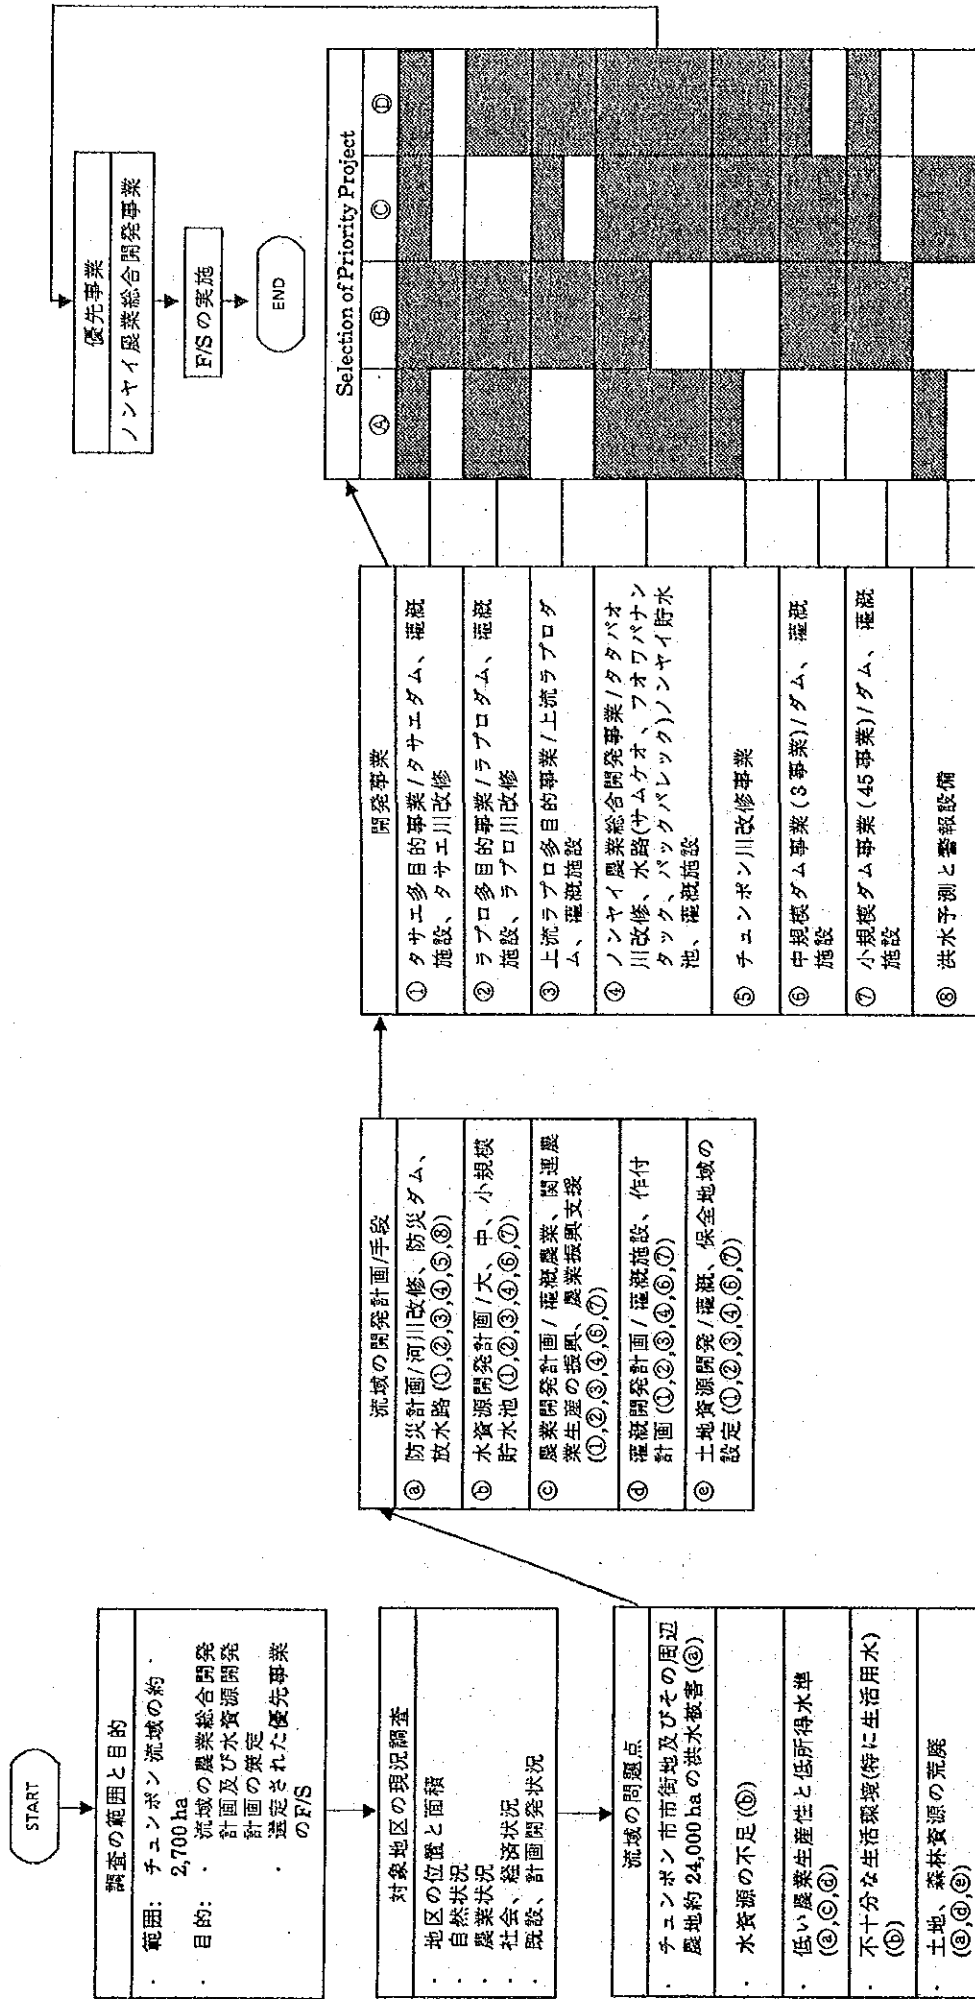 START
調査の範囲と目的
・ 範囲: チュンポン流域の約
2,700 ha
・ 目的: ・ 流域の農業総合開発
計画及び水資源開発
計画の策定
・ 選定された優先事業
のF/S
対象地区の現況調査
・ 地区の位置と面積
・ 自然状況
・ 農業状況
・ 社会、経済状況
・ 既設、計画開発状況
流域の問題点
・ チュンポン市市街地及びその周辺
農地約 24,000 ha の洪水被害(ⓐ)
・ 水資源の不足(ⓑ)
・ 低い農業生産性と低所得水準
(ⓐ,ⓒ,ⓓ)
・ 不十分な生活環境(特に生活用水)
(ⓑ)
・ 土地、森林資源の荒廃
(ⓐ,ⓓ,ⓔ)
流域の開発計画/手段
ⓐ 防災計画/河川改修、防災ダム、
放水路(①,②,③,④,⑤,⑧)
ⓑ 水資源開発計画/大、中、小規模
貯水池(①,②,③,④,⑥,⑦)
ⓒ 農業開発計画/灌漑農業、関連農
業生産の振興、農業振興支援
(①,②,③,④,⑥,⑦)
ⓓ 灌漑開発計画/灌漑施設、作付
計画(①,②,③,④,⑥,⑦)
ⓔ 土地資源開発/灌漑、保全地域の
設定(①,②,③,④,⑥,⑦)
開発事業
① タサエ多目的事業/タサエダム、灌漑
施設、タサエ川改修
② ラプロ多目的事業/ラプロダム、灌漑
施設、ラプロ川改修
③ 上流ラプロ多目的事業/上流ラプロダ
ム、灌漑施設
④ ノンヤイ農業総合開発事業/タタパオ
川改修、水路(サムケオ、フオワパナン
タック、パックパレック)ノンヤイ貯水
池、灌漑施設
⑤ チュンポン川改修事業
⑥ 中規模ダム事業(3事業)/ダム、灌漑
施設
⑦ 小規模ダム事業(45事業)/ダム、灌漑
施設
⑧ 洪水予測と警報設備
Selection of Priority Project
Ⓐ Ⓑ Ⓒ Ⓓ
優先事業
ノンヤイ農業総合開発事業
F/Sの実施
END